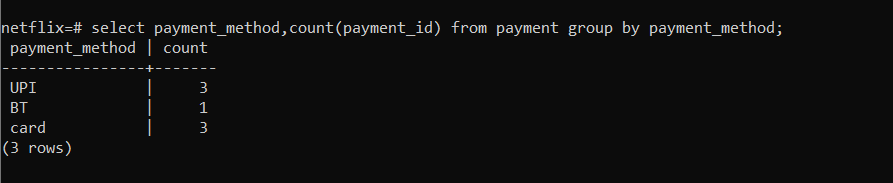 netflix=# select payment_method,count(payment_id) from payment group by payment_method;
 payment_method | count
----------------+-------
 UPI            |     3
 BT             |     1
 card           |     3
(3 rows)